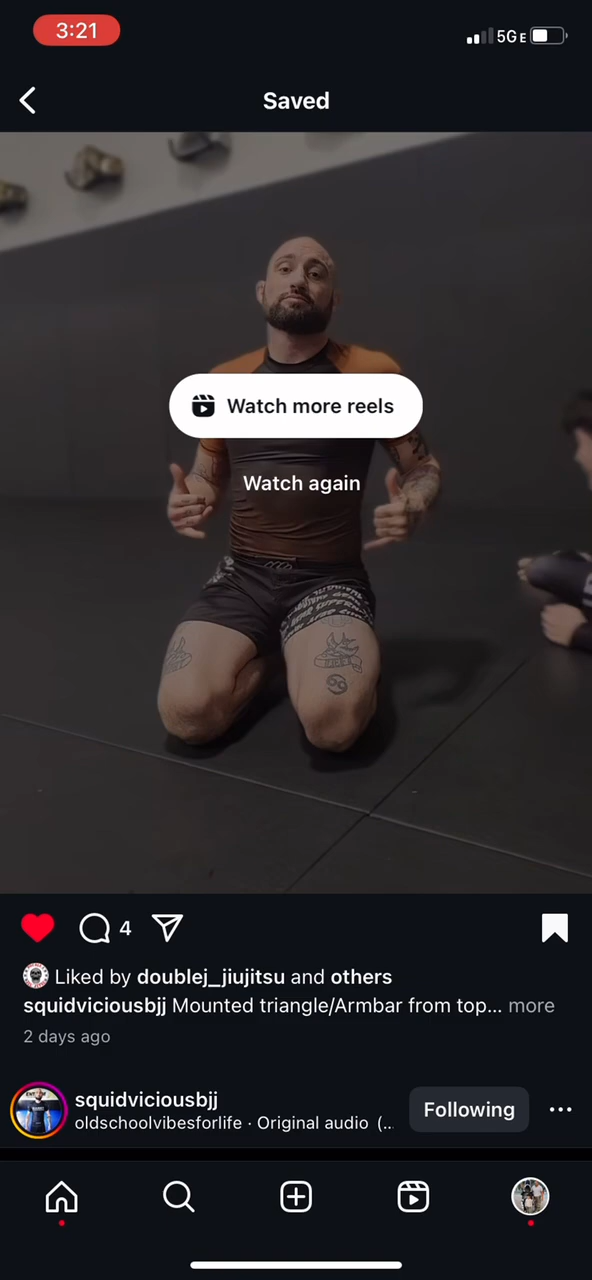 3:21
5G E
Saved
Watch more reels
Watch again
4
Liked by doublej_jiujitsu and others
squidviciousbjj Mounted triangle/Armbar from top... more
2 days ago
squidviciousbjj
oldschoolvibesforlife · Original audio (...
Following